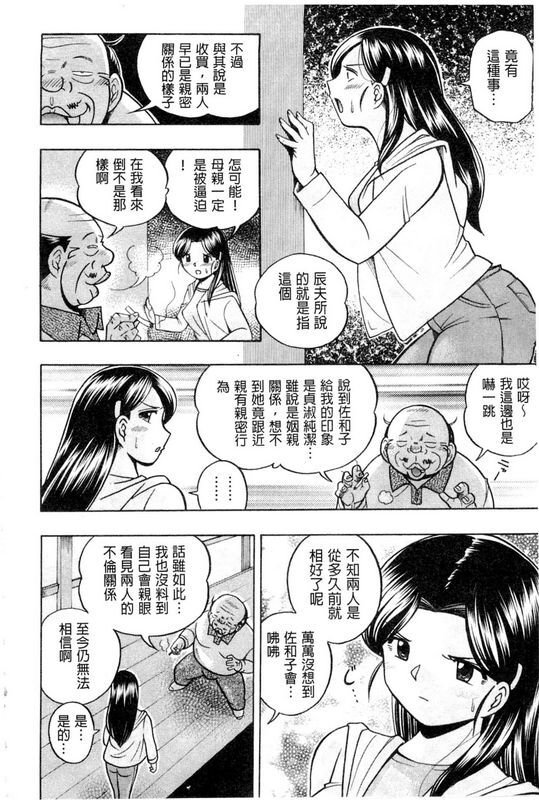 竟有
這種事…
不過
與其說是
收買，兩人
早已是親密
關係的樣子
怎可能！
母親一定
是被逼迫
！
在我看來
倒不是那
樣啊
辰夫所說
的就是指
這個
哎呀～
我這邊也是
嚇一跳
說到佐和子
給我的印象
是貞淑純潔…
雖說是姻親
關係，想不
到她竟跟近
親有親密行
為
……
不知兩人是
從多久前就
相好了呢
萬萬沒想到
佐和子會…
咈咈
話雖如此…
我也沒料到
自己會親眼
看見兩人的
不倫關係
至今仍無法
相信啊
是…
是的…